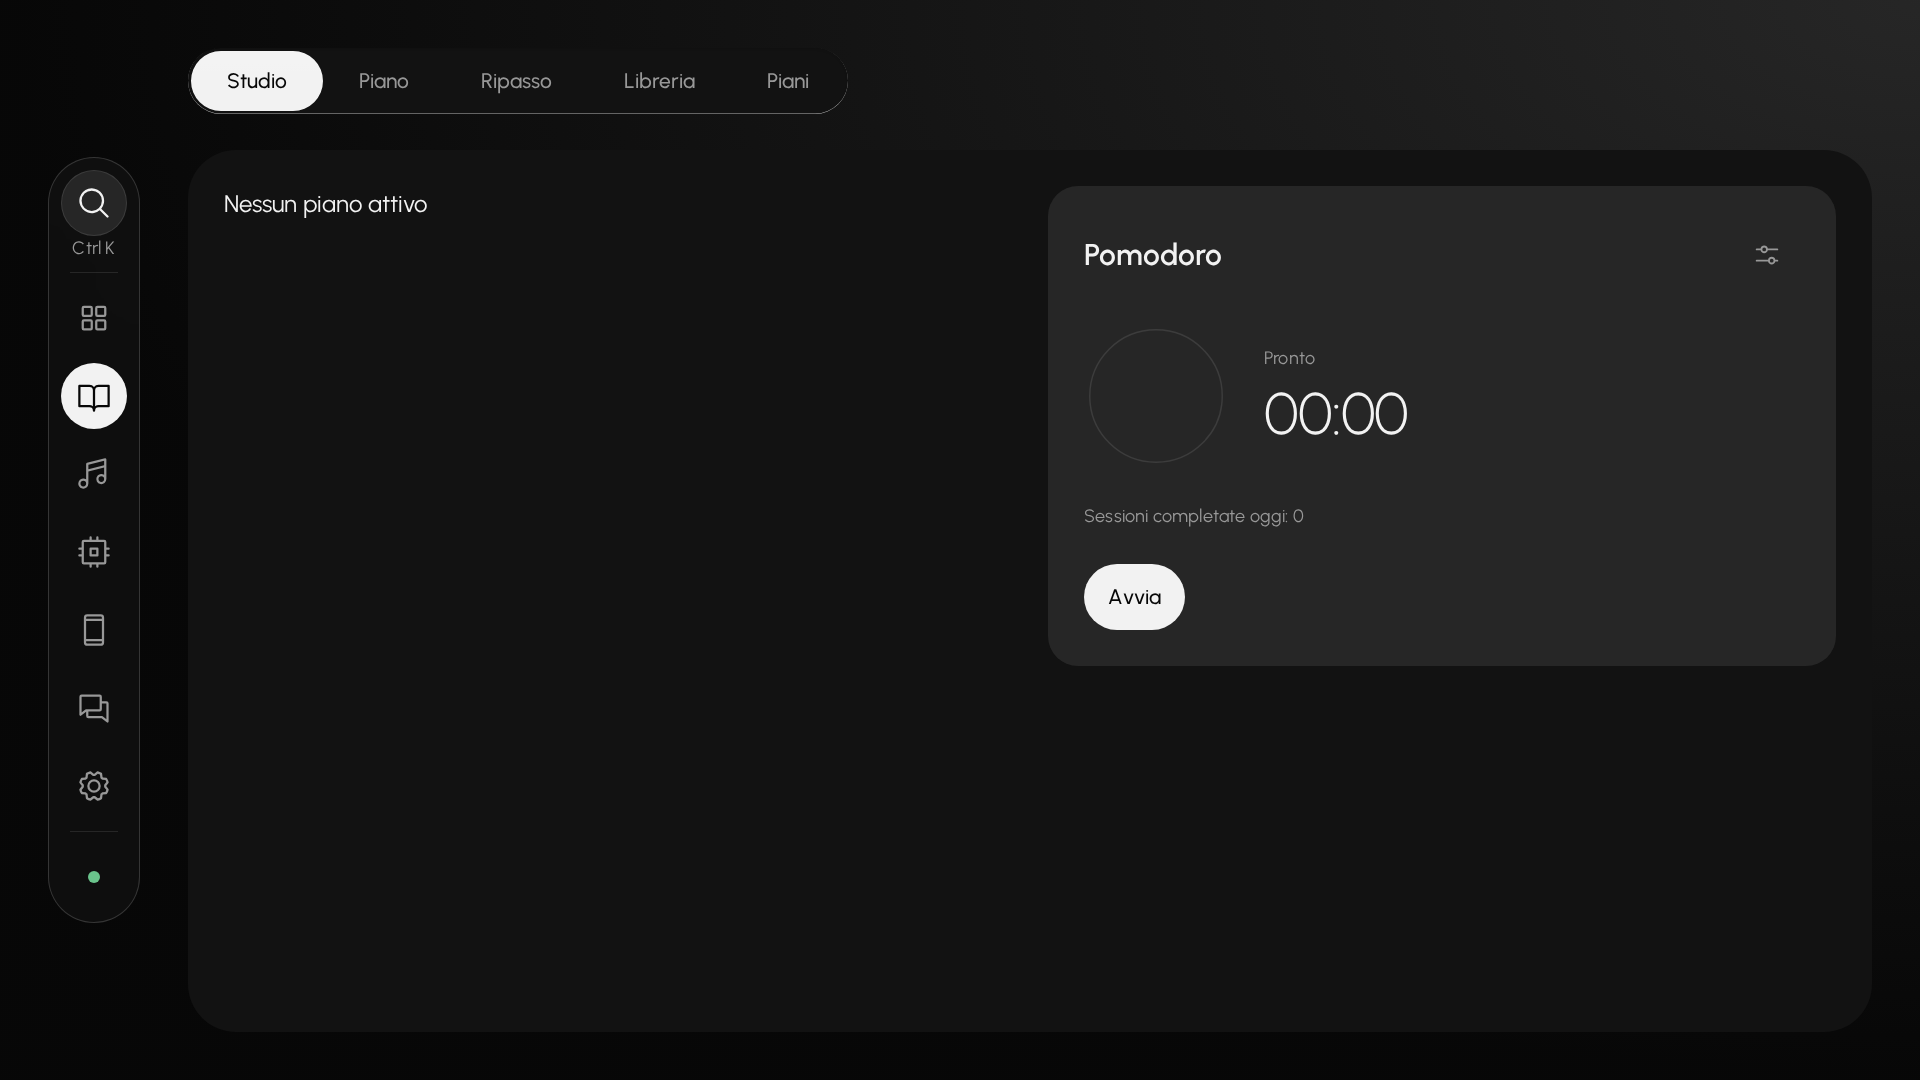 Studio
Piano
Ripasso
Libreria
Piani
Ctrl K
Nessun piano attivo
Pomodoro
Pronto
00:00
Sessioni completate oggi: 0
Avvia